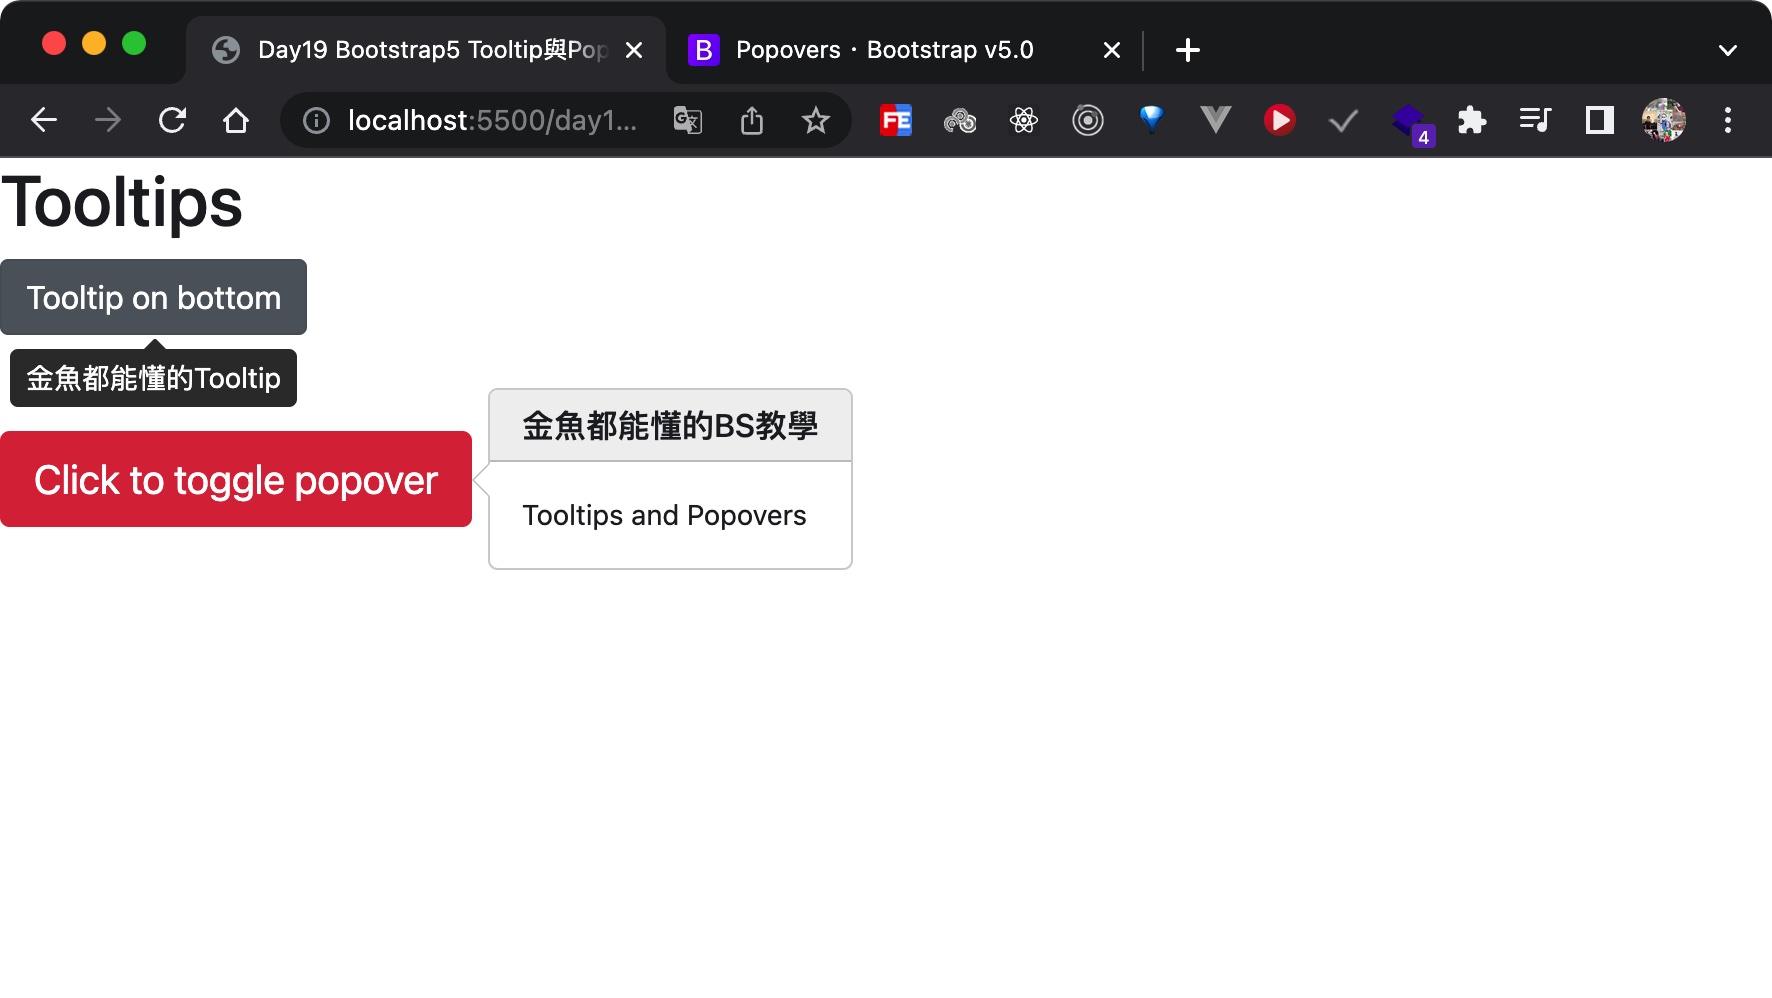 Day19 Bootstrap5 Tooltip與Pop
B Popovers · Bootstrap v5.0
localhost:5500/day1...
FE
4
Tooltips
Tooltip on bottom
金魚都能懂的Tooltip
金魚都能懂的BS教學
Click to toggle popover
Tooltips and Popovers